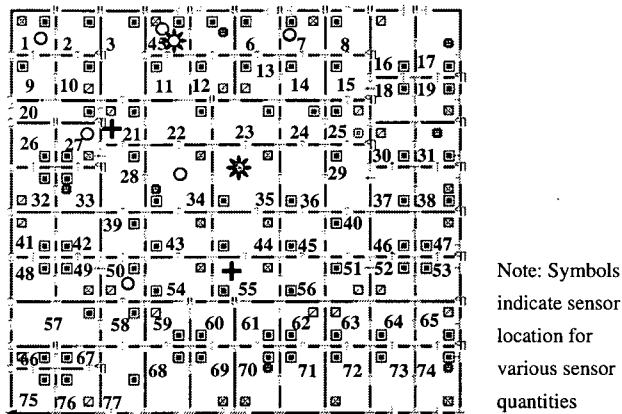 1 2 3 45 6 7 8
16 17
9 10 11 12 13 14 15
18 19
20 21 22 23 24 25
26 27 28 29 30 31
32 33 34 35 36 37 38
39 40
41 42 43 44 45 46 47
48 49 50 51 52 53
54 55 56
57 58 59 60 61 62 63 64 65
66 67 68 69 70 71 72 73 74
75 76 77
Note: Symbols
indicate sensor
location for
various sensor
quantities